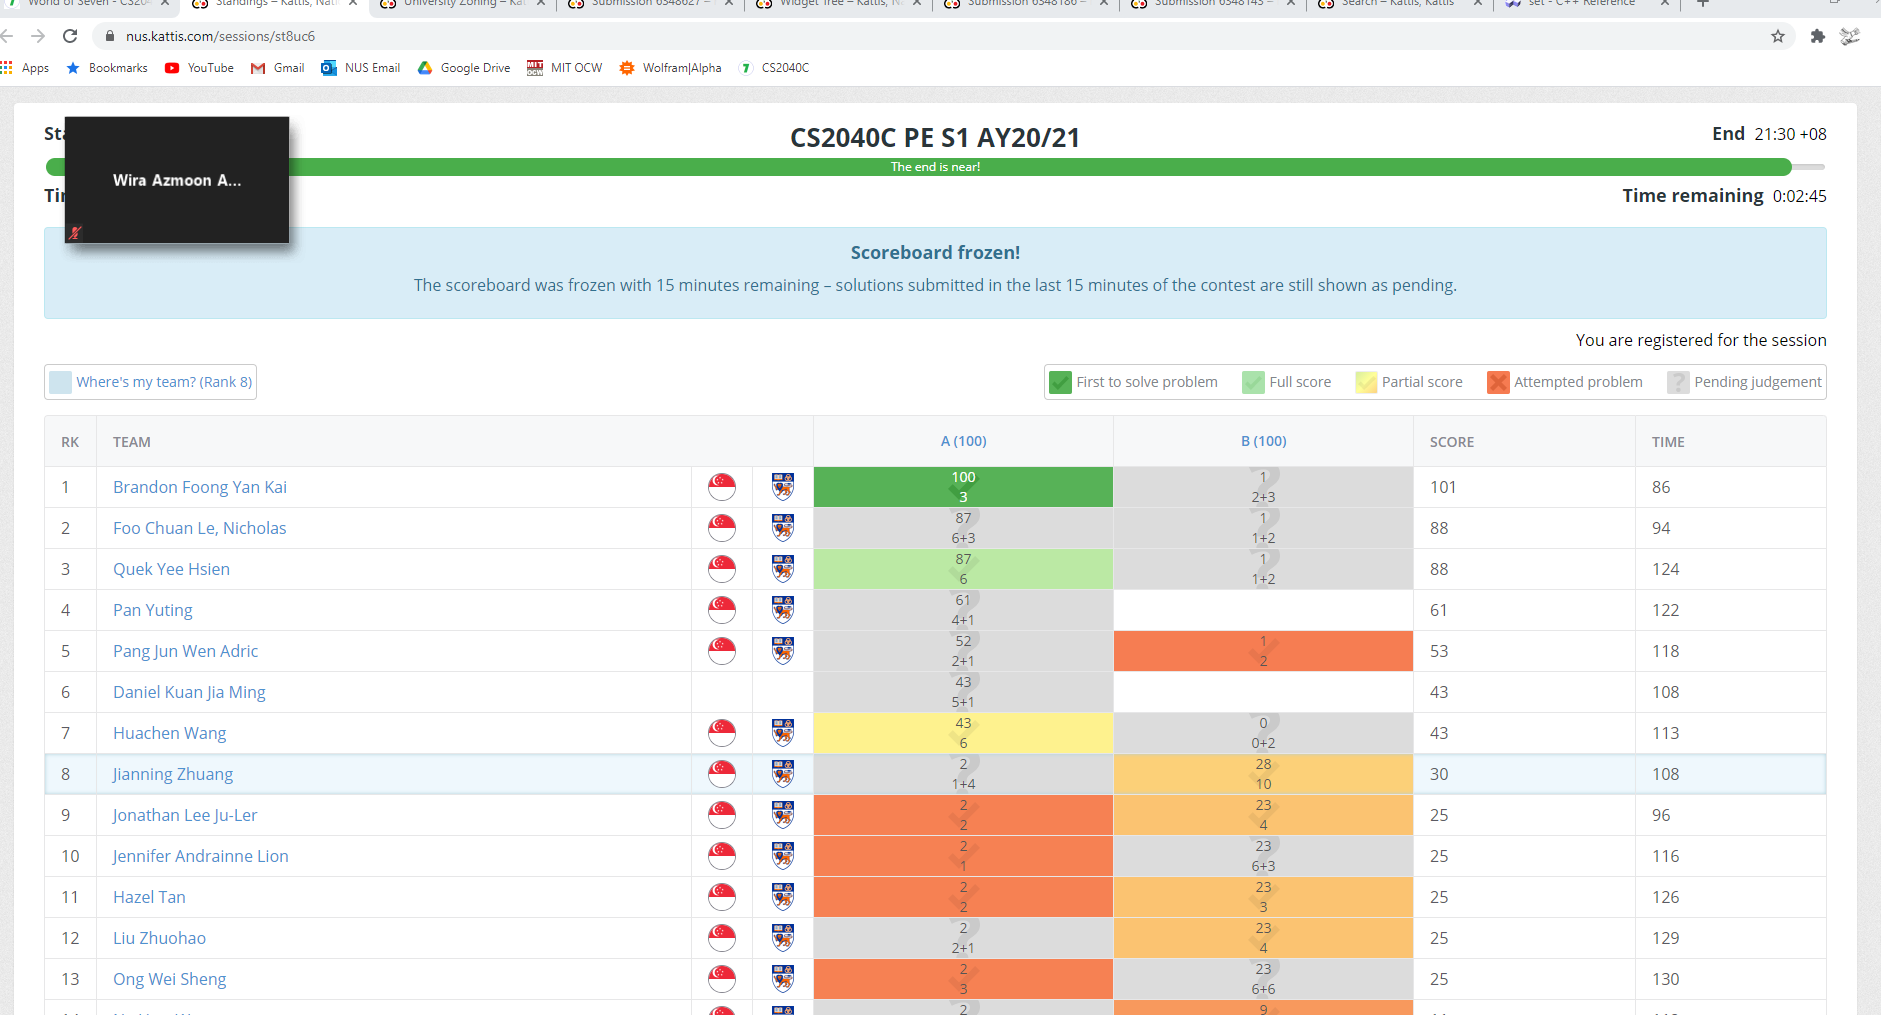 World of Seven - CS204
Standings – Kattis, Nati
University Zoning – Ka
Submission 6348627 –
Widget Tree – Kattis, N
Submission 6348186 –
Submission 6348143 –
Search – Kattis, Kattis
set - C++ Reference
nus.kattis.com/sessions/st8uc6
Apps Bookmarks YouTube Gmail NUS Email Google Drive MIT OCW Wolfram|Alpha CS2040C
Sta
CS2040C PE S1 AY20/21
End 21:30 +08
The end is near!
Wira Azmoon A...
Time remaining 0:02:45
Scoreboard frozen!
The scoreboard was frozen with 15 minutes remaining – solutions submitted in the last 15 minutes of the contest are still shown as pending.
You are registered for the session
Where's my team? (Rank 8)
First to solve problem Full score Partial score Attempted problem Pending judgement
RK TEAM A (100) B (100) SCORE TIME
1 Brandon Foong Yan Kai 100 3 1 2+3 101 86
2 Foo Chuan Le, Nicholas 87 6+3 1 1+2 88 94
3 Quek Yee Hsien 87 6 1 1+2 88 124
4 Pan Yuting 61 4+1 61 122
5 Pang Jun Wen Adric 52 2+1 1 2 53 118
6 Daniel Kuan Jia Ming 43 5+1 43 108
7 Huachen Wang 43 6 0 0+2 43 113
8 Jianning Zhuang 2 1+4 28 10 30 108
9 Jonathan Lee Ju-Ler 2 2 23 4 25 96
10 Jennifer Andrainne Lion 2 1 23 6+3 25 116
11 Hazel Tan 2 2 23 3 25 126
12 Liu Zhuohao 2 2+1 23 4 25 129
13 Ong Wei Sheng 2 3 23 6+6 25 130
2 9